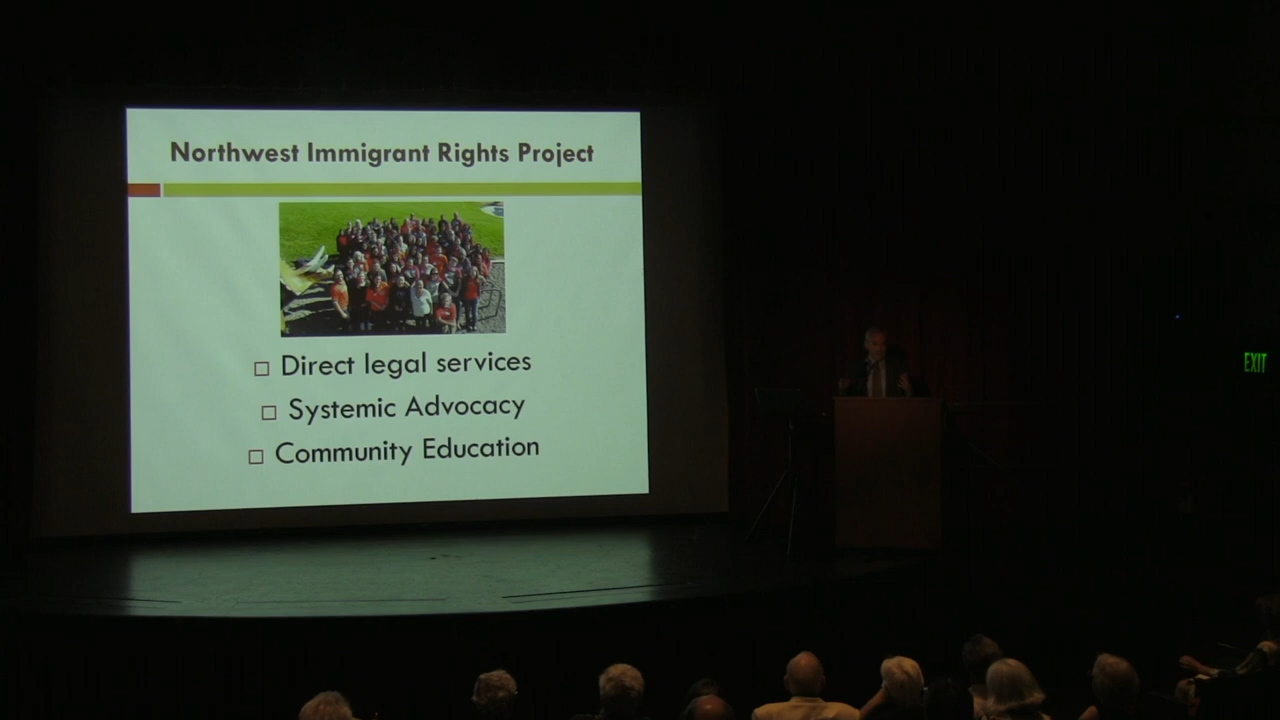 Northwest Immigrant Rights Project
Direct legal services
Systemic Advocacy
Community Education
EXIT